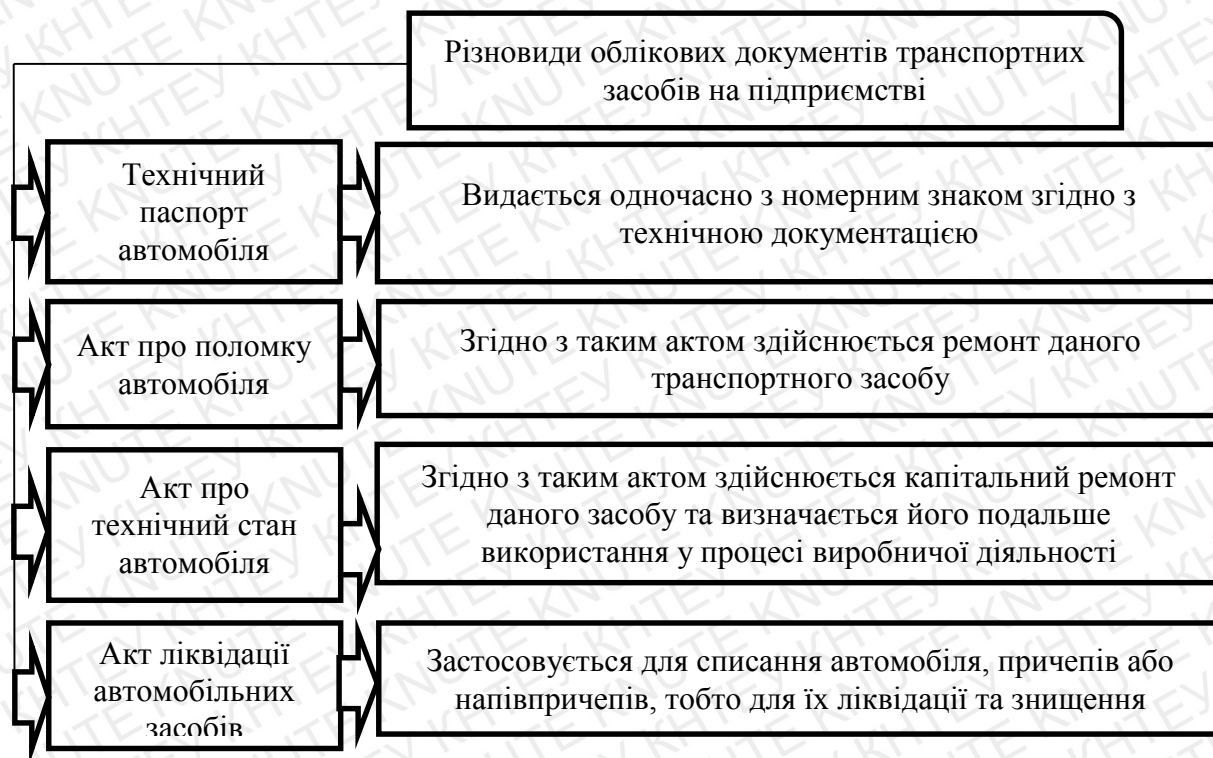 Різновиди облікових документів транспортних
засобів на підприємстві
Технічний
паспорт
автомобіля
Видається одночасно з номерним знаком згідно з
технічною документацією
Акт про поломку
автомобіля
Згідно з таким актом здійснюється ремонт даного
транспортного засобу
Акт про
технічний стан
автомобіля
Згідно з таким актом здійснюється капітальний ремонт
даного засобу та визначається його подальше
використання у процесі виробничої діяльності
Акт ліквідації
автомобільних
засобів
Застосовується для списання автомобіля, причепів або
напівпричепів, тобто для їх ліквідації та знищення